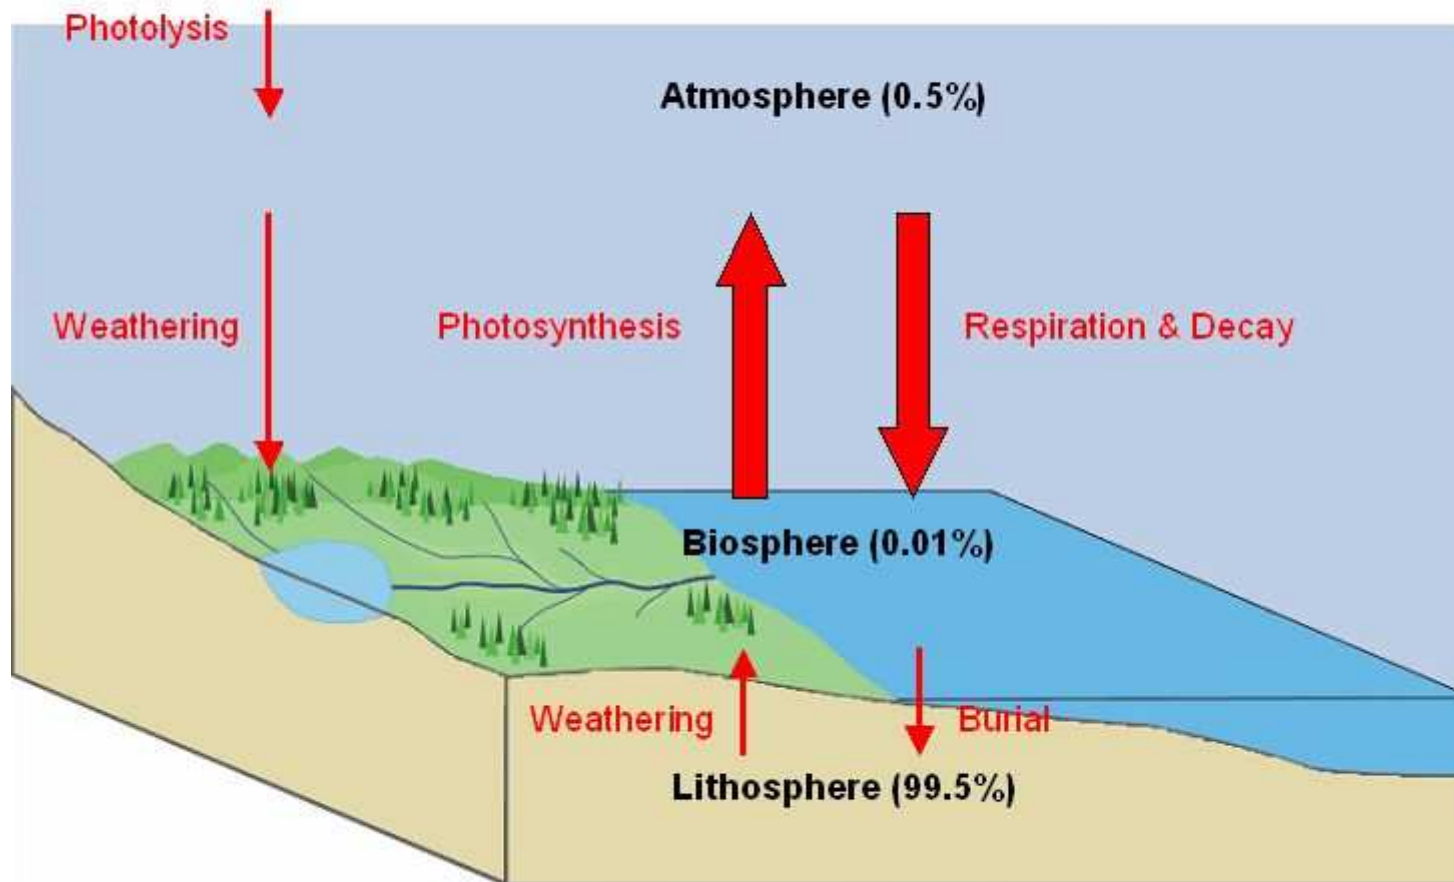 Photolysis
Atmosphere (0.5%)
Weathering
Photosynthesis
Respiration & Decay
Biosphere (0.01%)
Weathering
Burial
Lithosphere (99.5%)